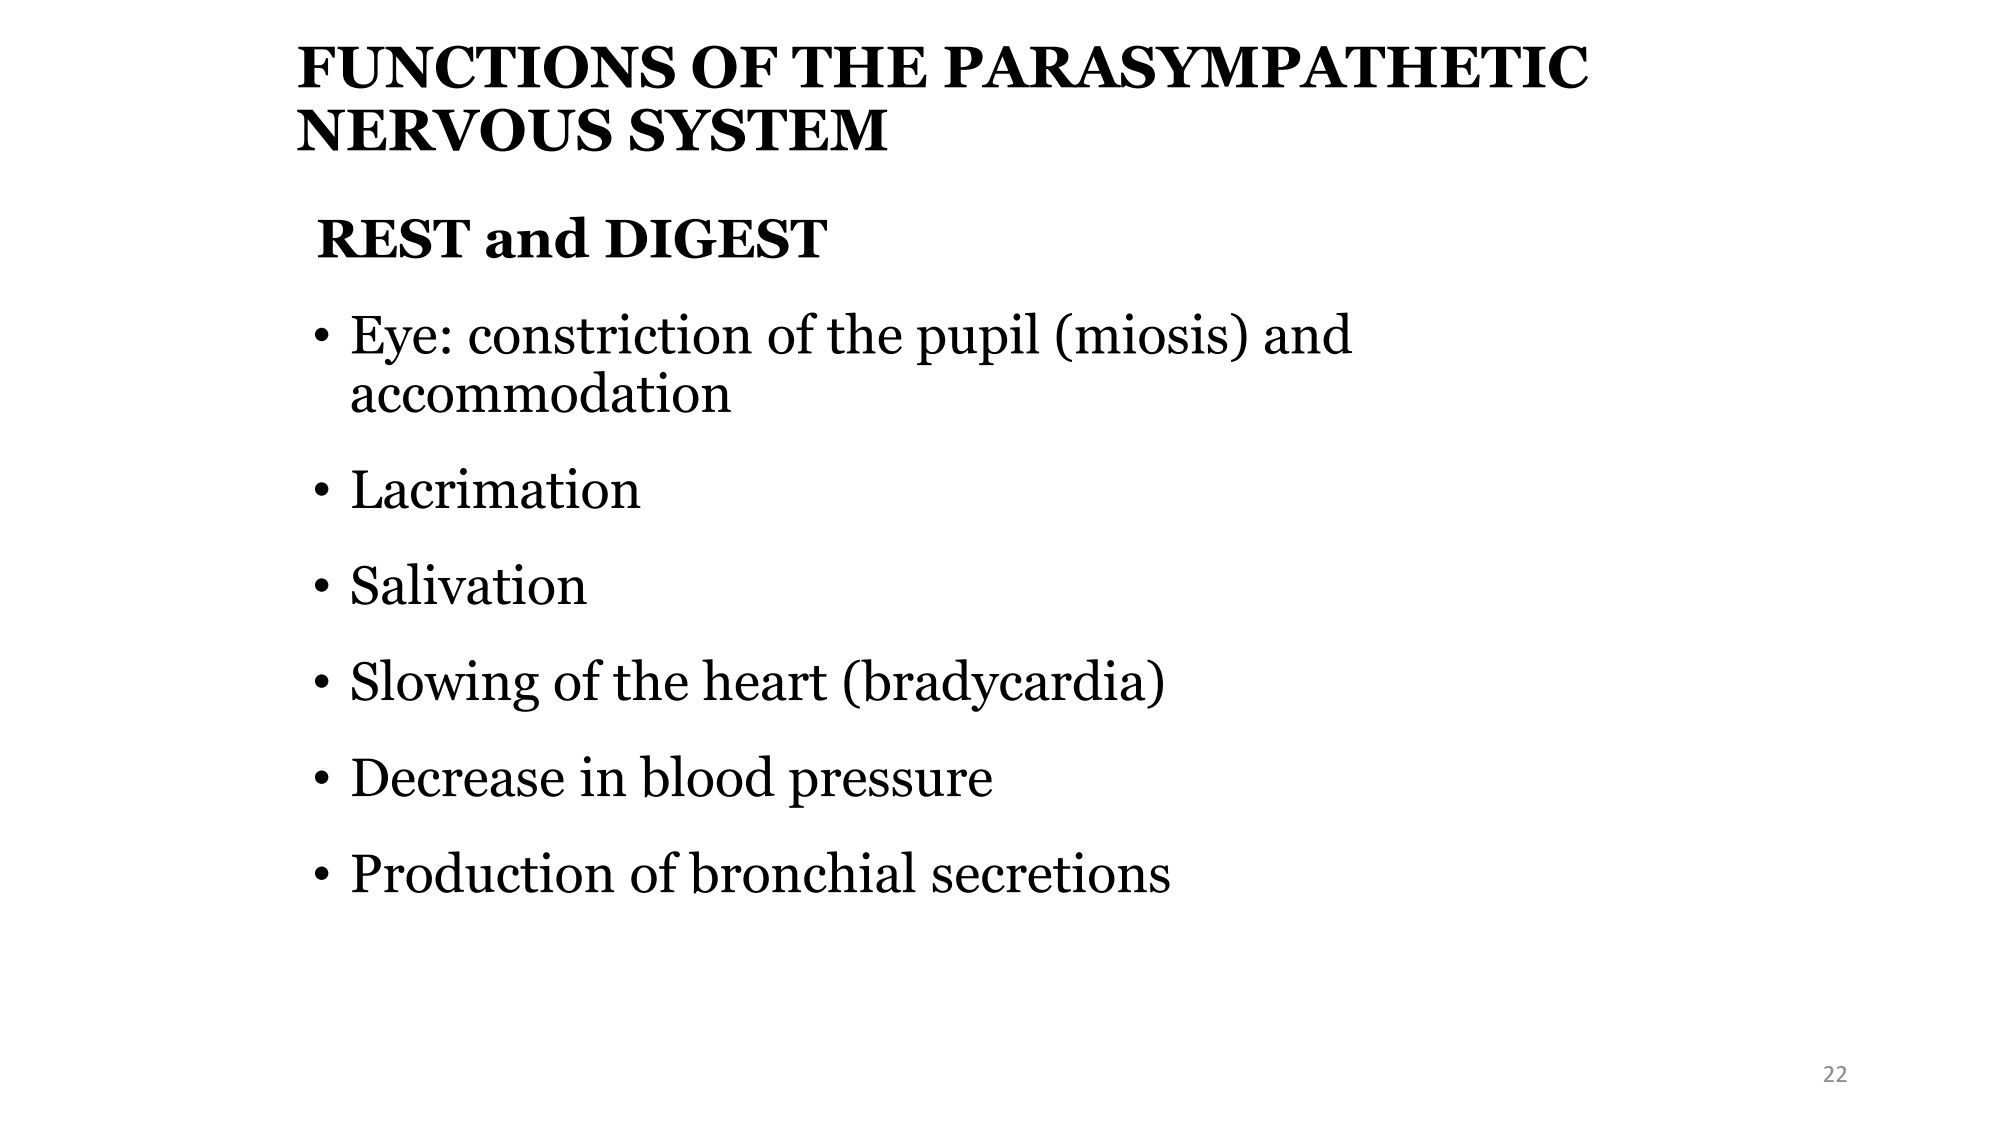 FUNCTIONS OF THE PARASYMPATHETIC
NERVOUS SYSTEM
REST and DIGEST
• Eye: constriction of the pupil (miosis) and
accommodation
• Lacrimation
• Salivation
• Slowing of the heart (bradycardia)
• Decrease in blood pressure
• Production of bronchial secretions
22